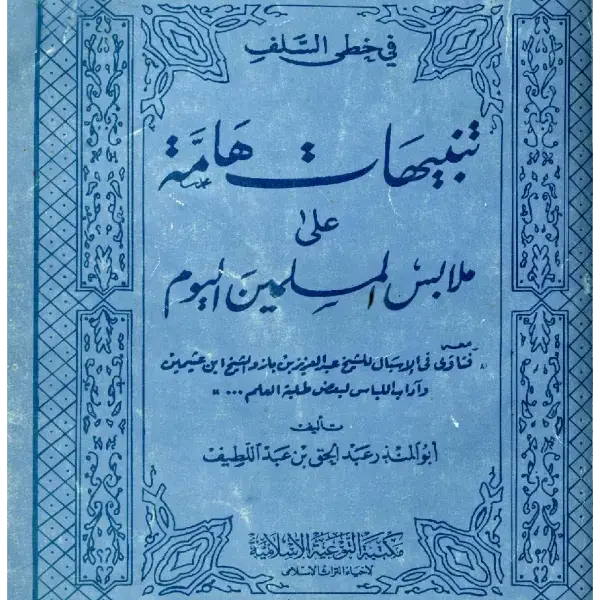 في خطى السلف
تنبيهات هامة
على
ملابس المسلمين اليوم
معه
فتاوى في الإسبال للشيخ عبد العزيز بن باز والشيخ ابن عثيمين
وآداب اللباس لبعض طلبة العلم ... »
تأليف
أبو المنذر عبد الحق بن عبد اللطيف
مكتبة التوعية الإسلامية
لإحياء التراث الإسلامي